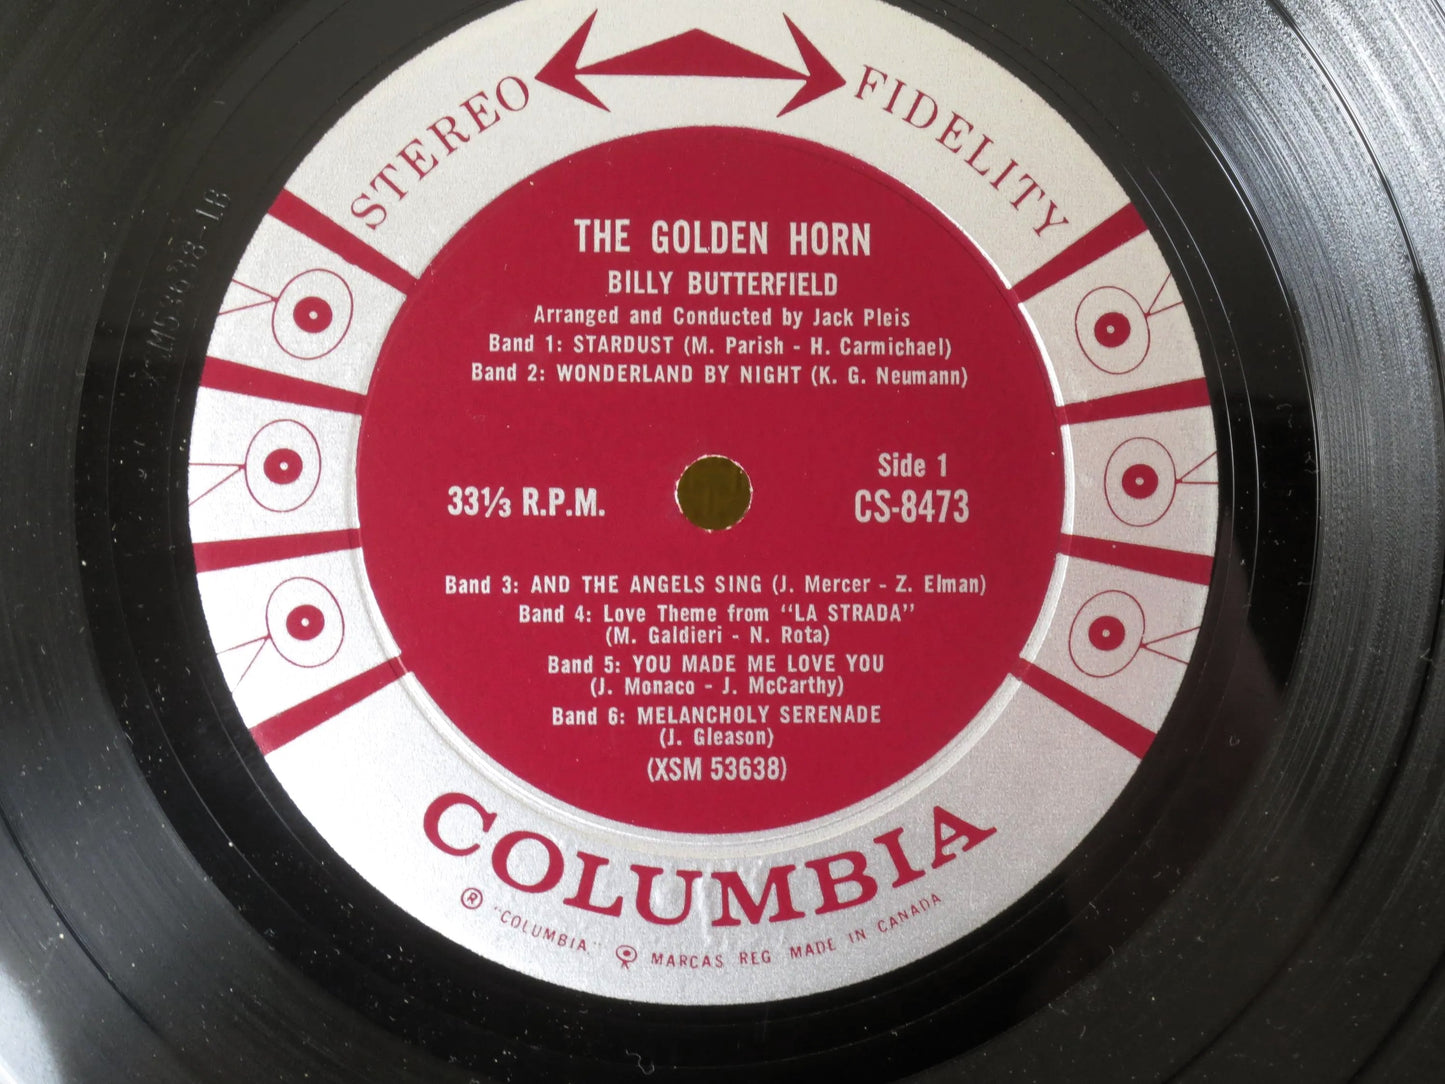 STEREO FIDELITY
THE GOLDEN HORN
BILLY BUTTERFIELD
Arranged and Conducted by Jack Pleis
Band 1: STARDUST (M. Parish - H. Carmichael)
Band 2: WONDERLAND BY NIGHT (K. G. Neumann)
33⅓ R.P.M.
Side 1
CS-8473
Band 3: AND THE ANGELS SING (J. Mercer - Z. Elman)
Band 4: Love Theme from "LA STRADA"
(M. Galdieri - N. Rota)
Band 5: YOU MADE ME LOVE YOU
(J. Monaco - J. McCarthy)
Band 6: MELANCHOLY SERENADE
(J. Gleason)
(XSM 53638)
COLUMBIA
® "COLUMBIA" MARCAS REG MADE IN CANADA